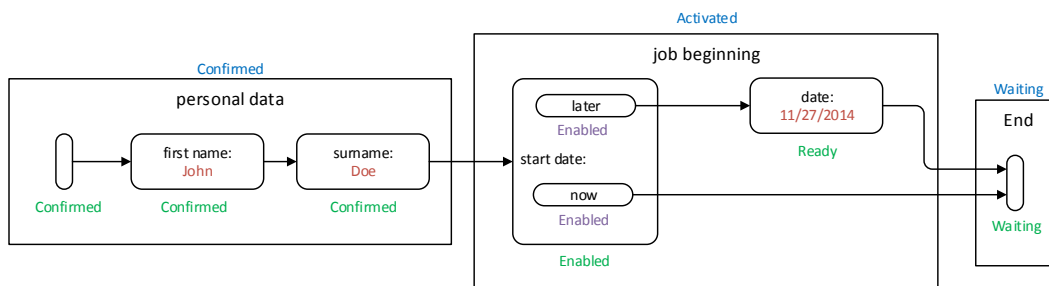 Confirmed
personal data
first name:
John
surname:
Doe
Confirmed
Confirmed
Confirmed
Activated
job beginning
later
Enabled
start date:
now
Enabled
Enabled
date:
11/27/2014
Ready
Waiting
End
Waiting